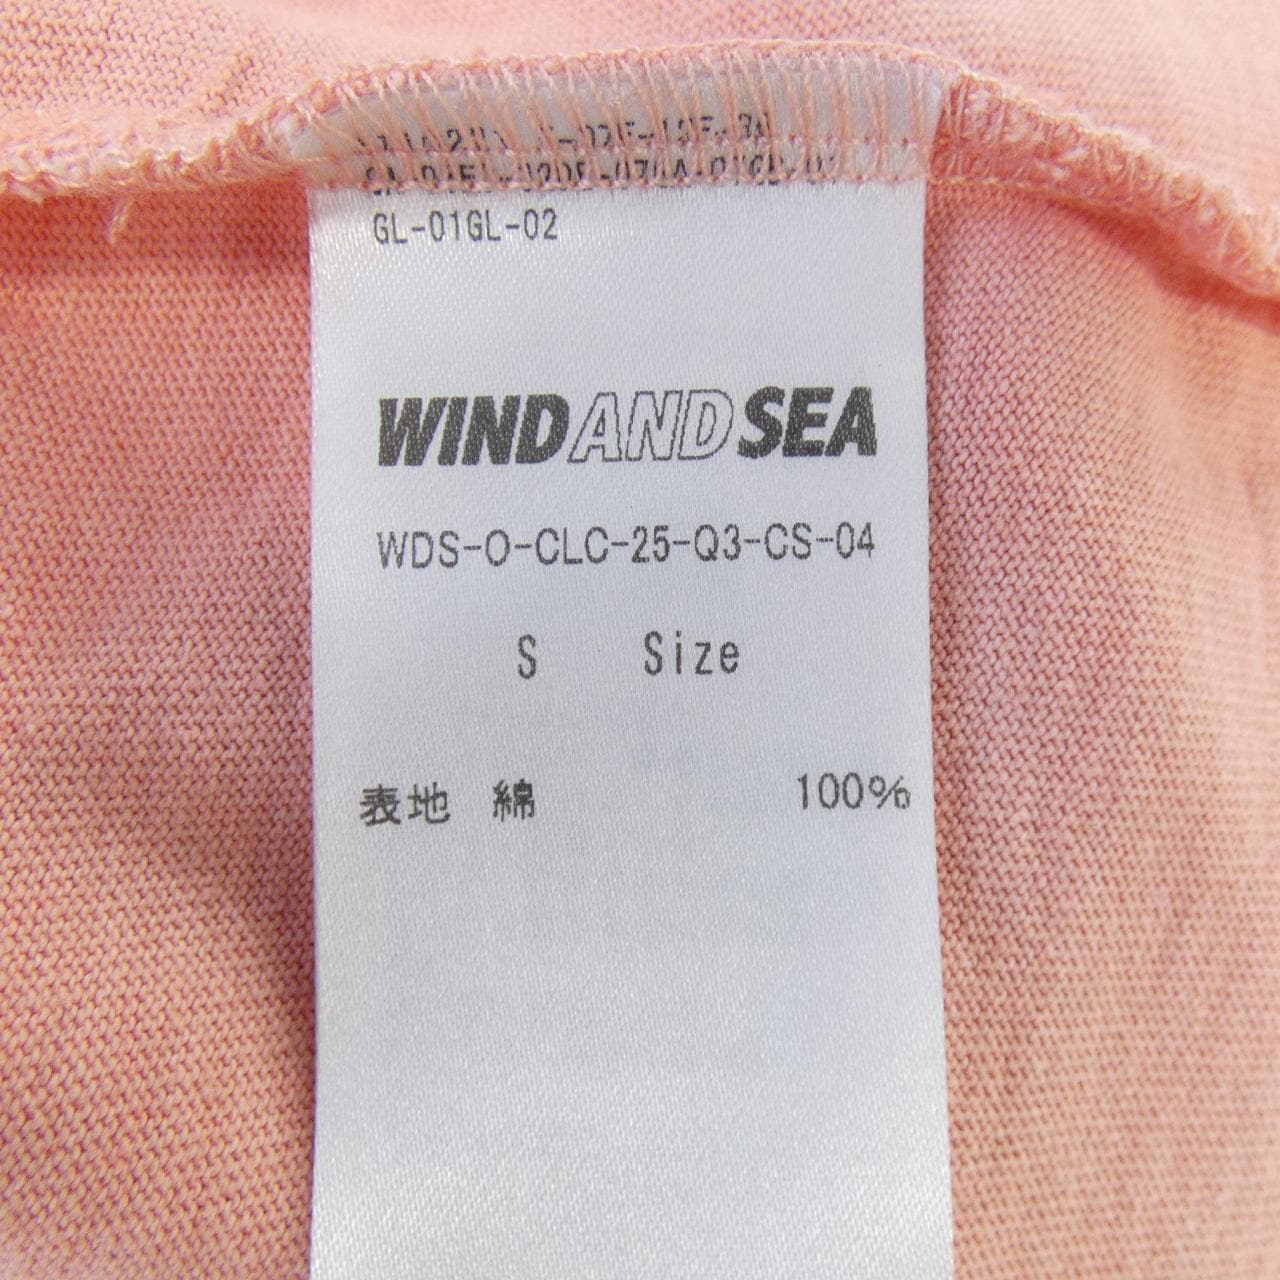 GL-01GL-02
WINDANDSEA
WDS-O-CLC-25-Q3-CS-04
S Size
表地 綿 100%